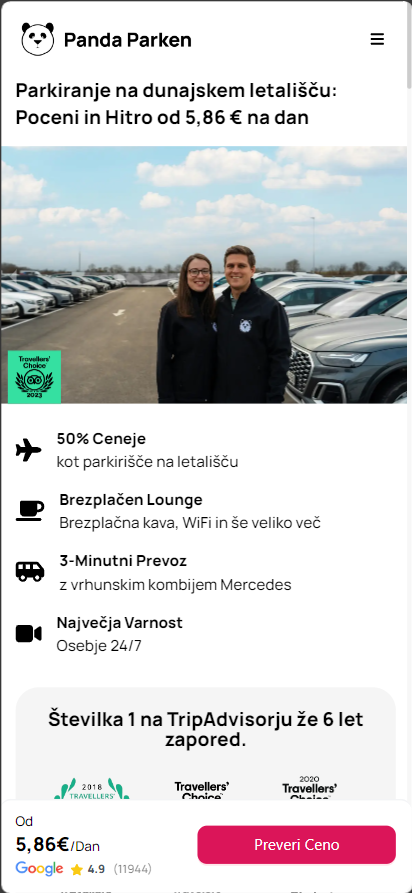 Panda Parken
Parkiranje na dunajskem letališču:
Poceni in Hitro od 5,86 € na dan
Travellers'
Choice
2023
50% Ceneje
kot parkirišče na letališču
Brezplačen Lounge
Brezplačna kava, WiFi in še veliko več
3-Minutni Prevoz
z vrhunskim kombijem Mercedes
Največja Varnost
Osebje 24/7
Številka 1 na TripAdvisorju že 6 let
zapored.
2018
TRAVELLERS'
Travellers'
Choice
2020
Travellers'
Choice
Od
5,86€/Dan
Google 4.9 (11944)
Preveri Ceno